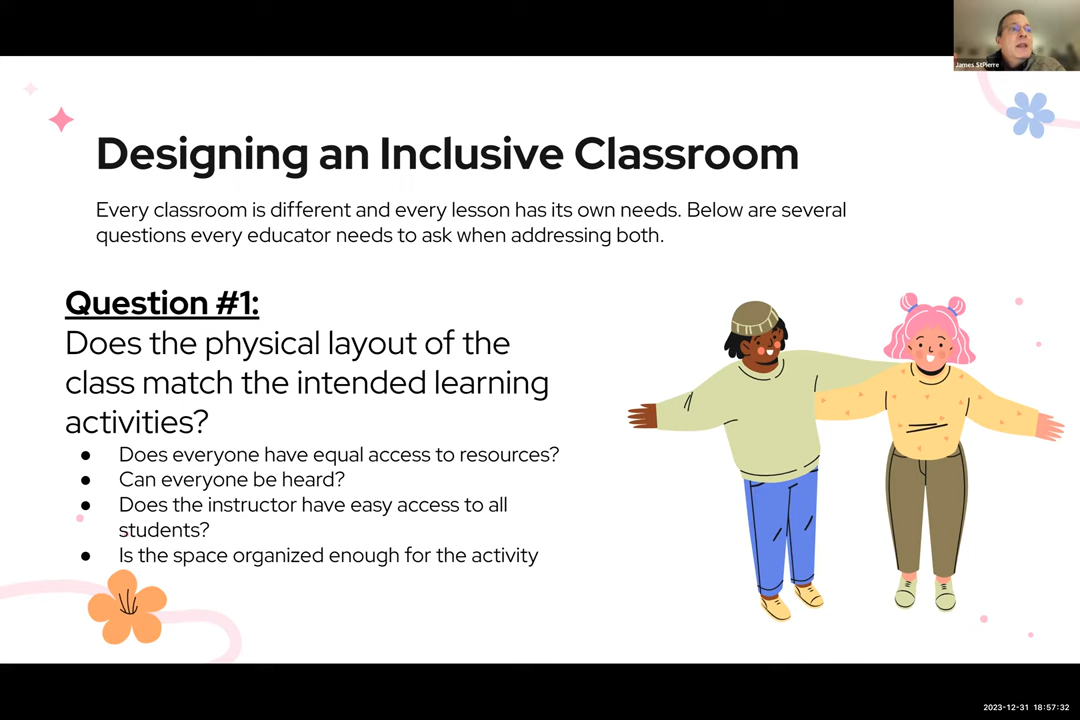 James StPierre
Designing an Inclusive Classroom
Every classroom is different and every lesson has its own needs. Below are several
questions every educator needs to ask when addressing both.
Question #1:
Does the physical layout of the
class match the intended learning
activities?
● Does everyone have equal access to resources?
● Can everyone be heard?
● Does the instructor have easy access to all
students?
● Is the space organized enough for the activity
2023-12-31 18:57:32